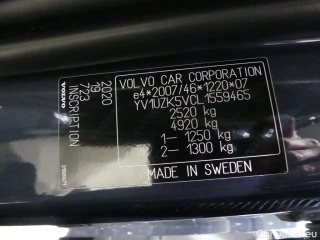 VOLVO CAR CORPORATION
e4*2007/46*1220*07
YV1UZK5VCL1559465
2520 kg
4920 kg
1— 1250 kg
2— 1300 kg
MADE IN SWEDEN
2020
19
723
INSCRIPTION
VOLVO